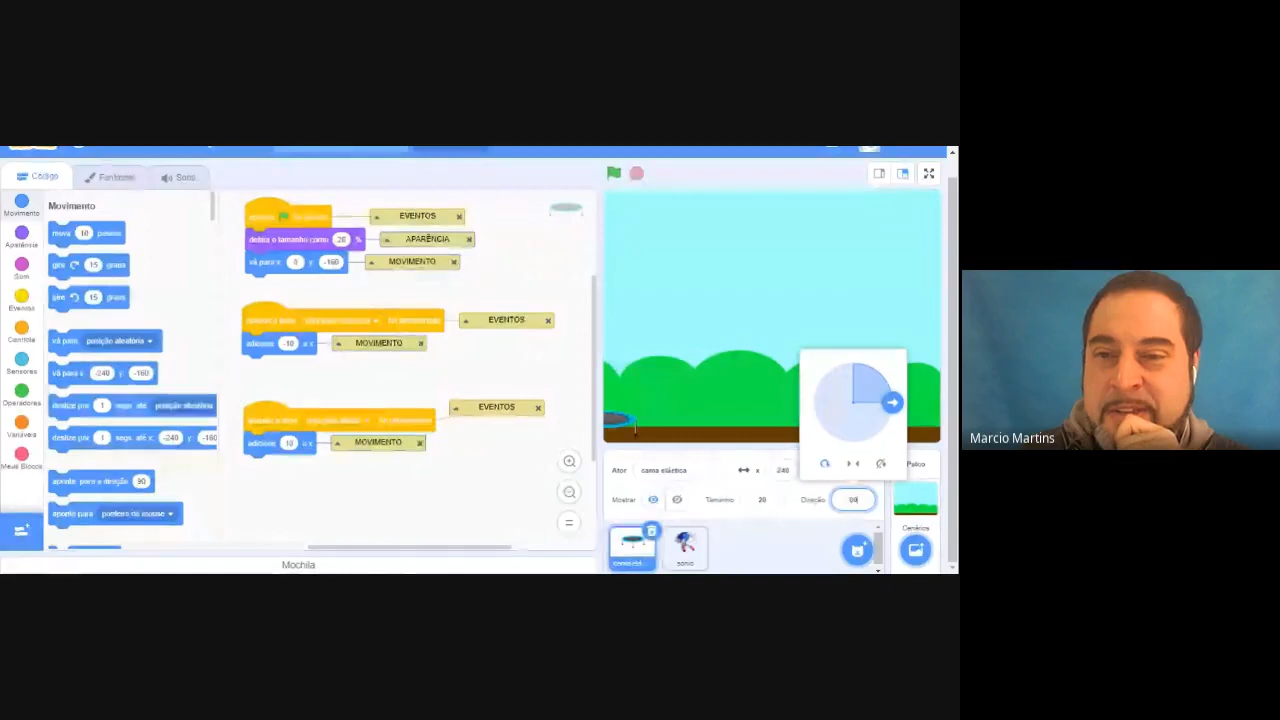 Código
Fantasias
Sons
Movimento
Movimento
Aparência
Som
Eventos
Controle
Sensores
Operadores
Variáveis
Meus Blocos
mova 10 passos
gire 15 graus
gire 15 graus
vá para posição aleatória
vá para x -240 y -160
deslize por 1 segs. até posição aleatória
deslize por 1 segs. até x: -240 y: -160
aponte para a direção 90
aponte para ponteiro do mouse
EVENTOS
defina o tamanho como 20 %
APARÊNCIA
vá para x 0 y -160
MOVIMENTO
EVENTOS
adicione -10 a x
MOVIMENTO
EVENTOS
adicione 10 a x
MOVIMENTO
Mochila
Ator
cama elástica
x
240
Mostrar
Tamanho
20
Direção
90
Palco
Cenários
sonic
Marcio Martins